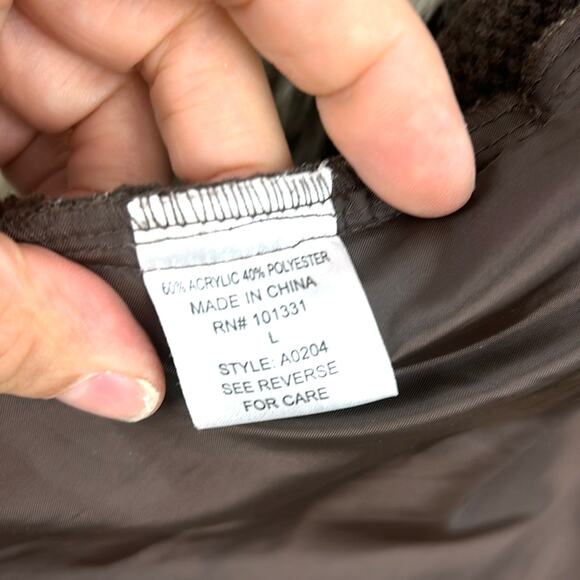 60% ACRYLIC 40% POLYESTER
MADE IN CHINA
RN# 101331
L
STYLE: A0204
SEE REVERSE
FOR CARE